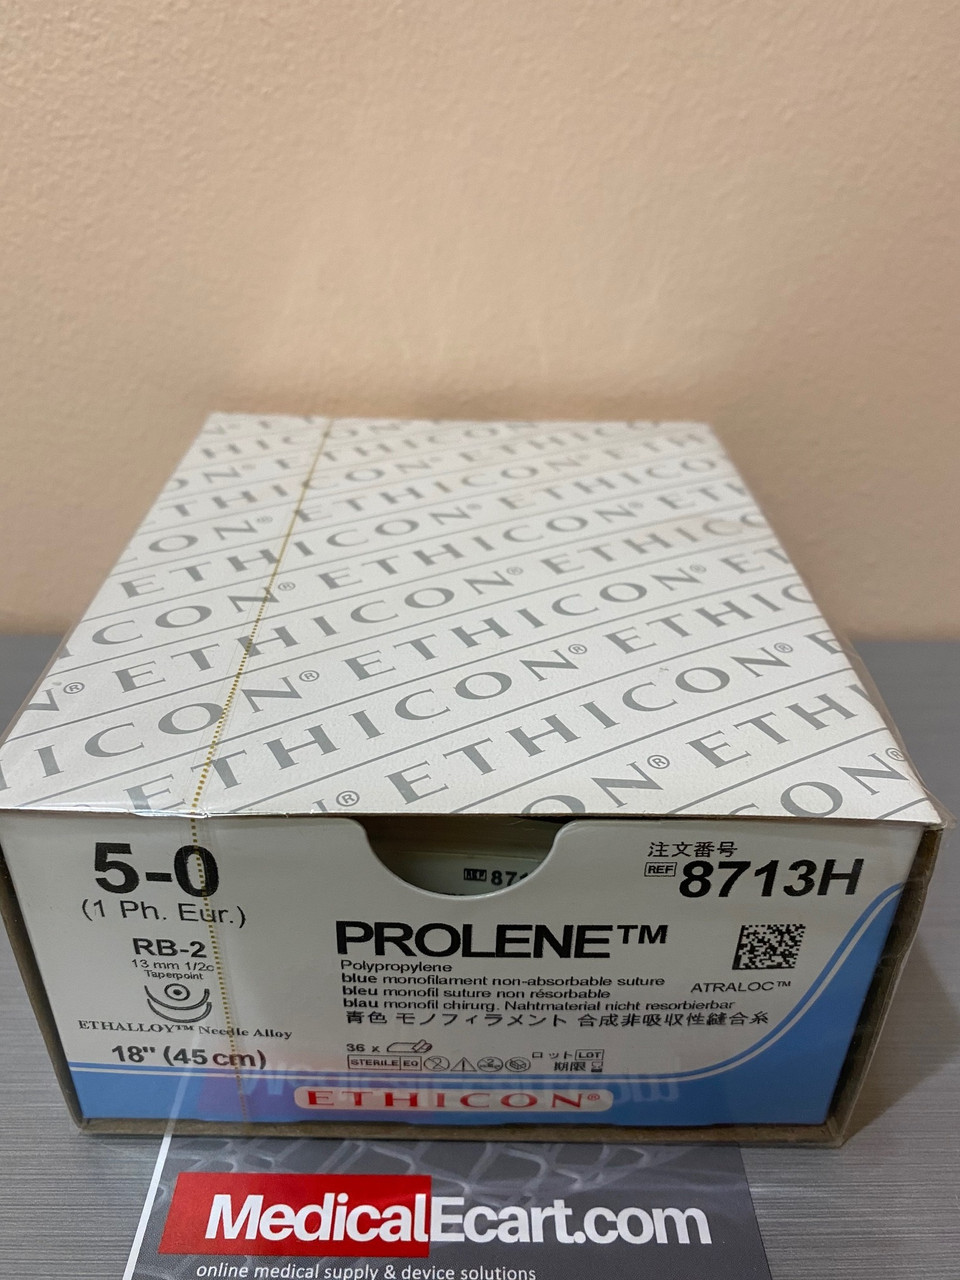 ETHICON® ETHICON® ETHICON®
5-0
(1 Ph. Eur.)
RB-2
13 mm 1/2c
Taperpoint
ETHALLOY™ Needle Alloy
18" (45 cm)
871
注文番号
REF 8713H
PROLENE™
Polypropylene
blue monofilament non-absorbable suture
bleu monofil suture non résorbable
blau monofil chirurg. Nahtmaterial nicht resorbierbar
青色 モノフィラメント 合成非吸収性縫合糸
ATRALOC™
36 x
STERILE EO
ロット LOT
期限
ETHICON®
MedicalEcart.com
online medical supply & device solutions